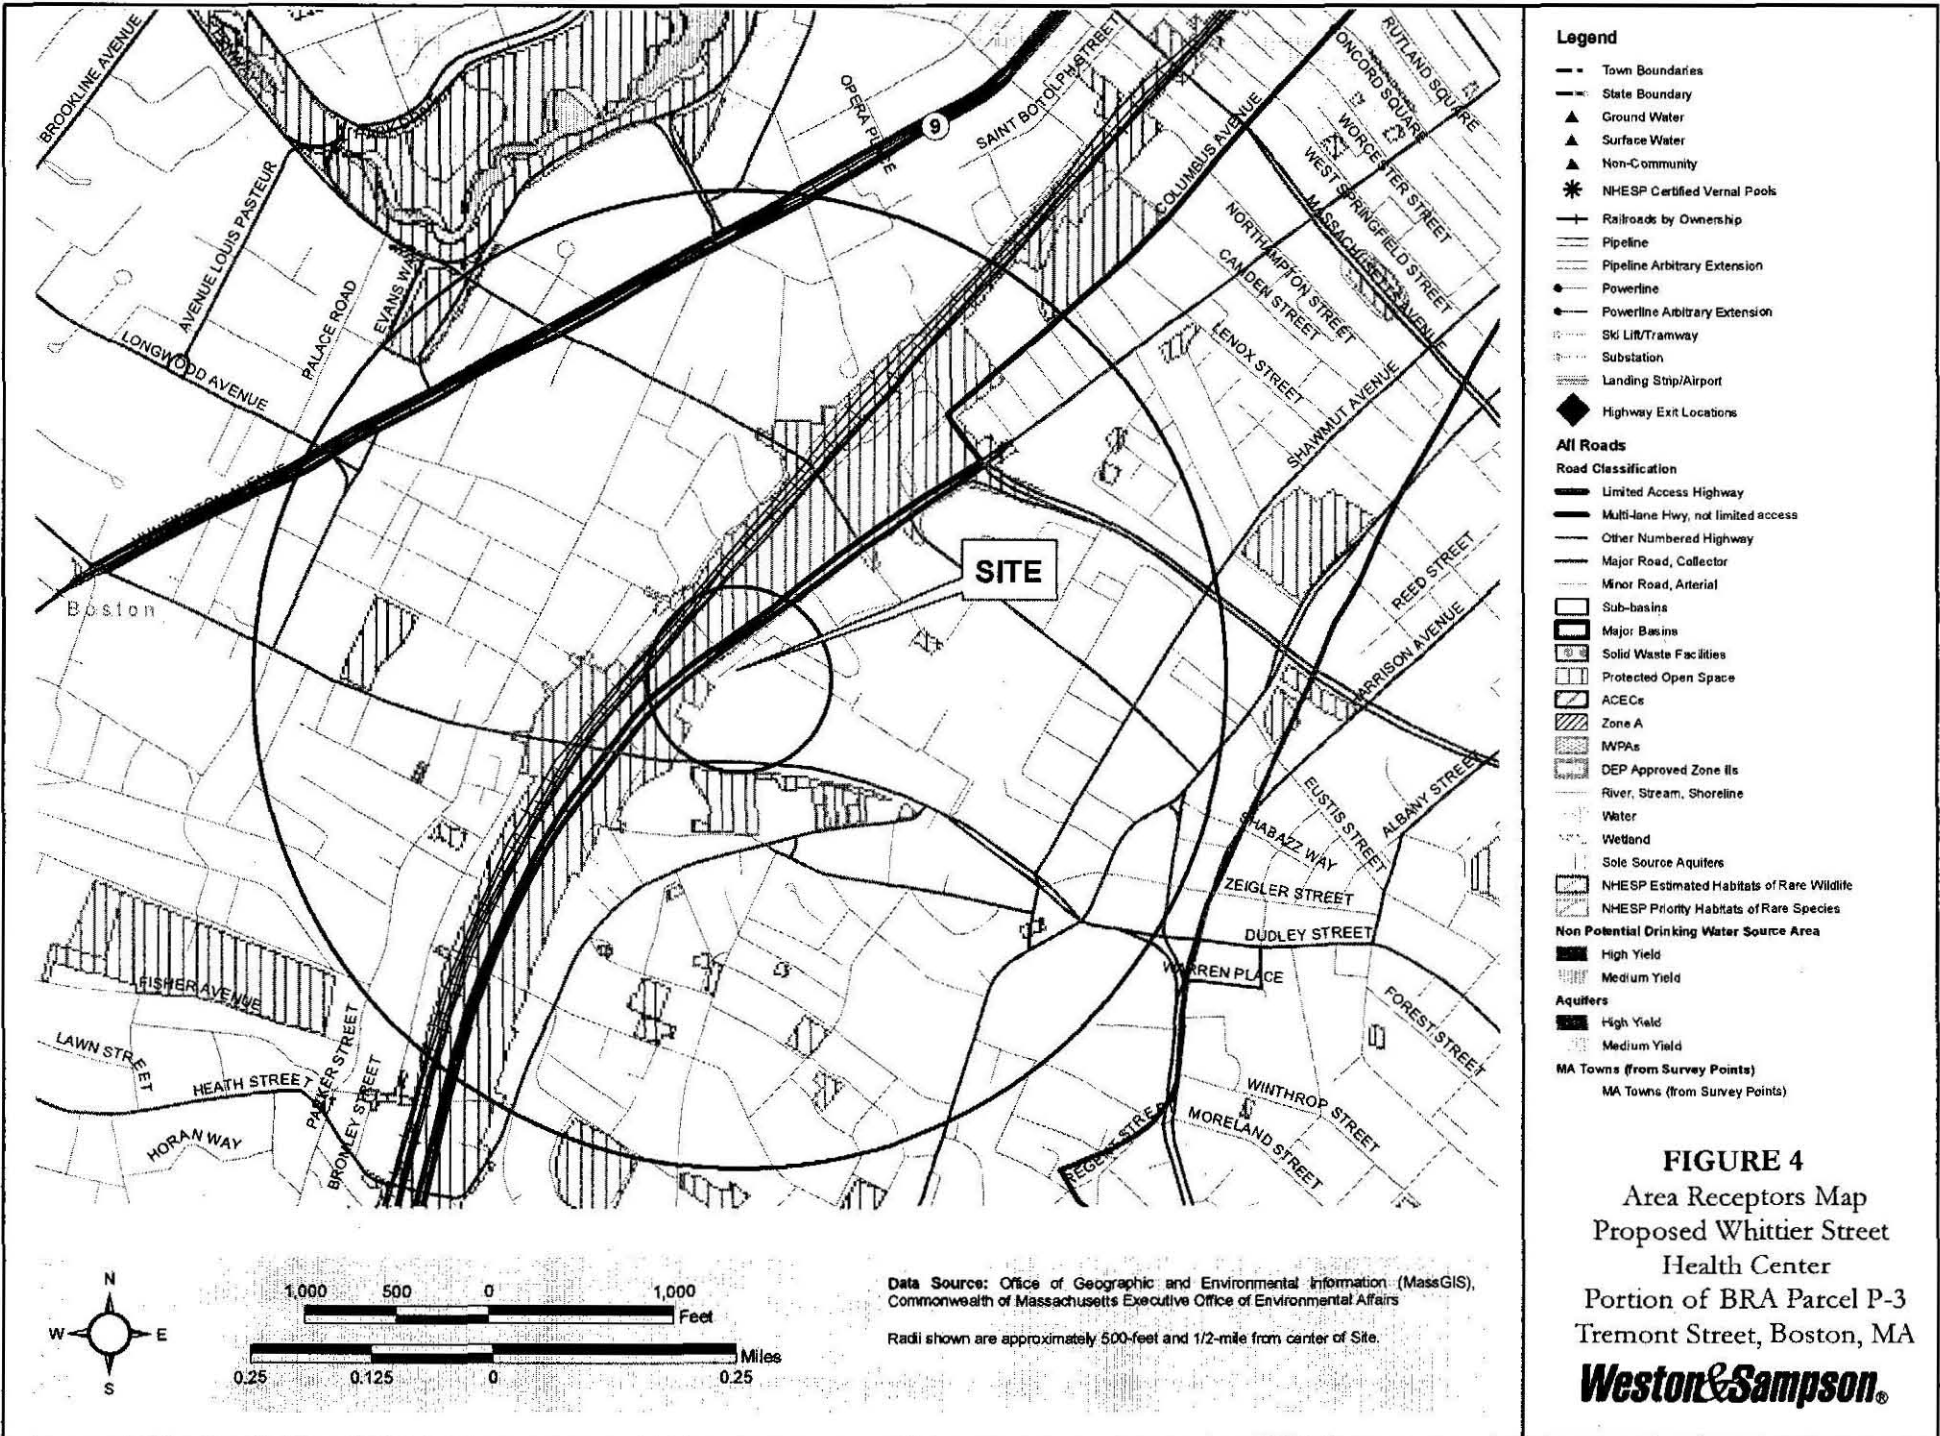 BROOKLINE AVENUE
AVENUE LOUIS PASTEUR
LONGWOOD AVENUE
PALACE ROAD
EVANS WAY
OPERA PLACE
9
SAINT BOTOLPH STREET
COLUMBUS AVENUE
RUTLAND SQUARE
ONCORD SQUARE
WORCESTER STREET
WEST SPRINGFIELD STREET
MASSACHUSETTS AVENUE
NORTHAMPTON STREET
CAMDEN STREET
LENOX STREET
SHAWMUT AVENUE
REED STREET
HARRISON AVENUE
Boston
SITE
ALBANY STREET
EUSTIS STREET
SHABAZZ WAY
ZEIGLER STREET
DUDLEY STREET
WARREN PLACE
FOREST STREET
WINTHROP STREET
MORELAND STREET
REGENT STREET
FISHER AVENUE
LAWN STREET
HEATH STREET
PARKER STREET
BROMLEY STREET
HORAN WAY
N
W
E
S
1,000 500 0 1,000
Feet
Miles
0.25 0.125 0 0.25
Data Source: Office of Geographic and Environmental Information (MassGIS),
Commonwealth of Massachusetts Executive Office of Environmental Affairs
Radii shown are approximately 500-feet and 1/2-mile from center of Site.
Legend
Town Boundaries
State Boundary
Ground Water
Surface Water
Non-Community
NHESP Certified Vernal Pools
Railroads by Ownership
Pipeline
Pipeline Arbitrary Extension
Powerline
Powerline Arbitrary Extension
Ski Lift/Tramway
Substation
Landing Strip/Airport
Highway Exit Locations
All Roads
Road Classification
Limited Access Highway
Multi-lane Hwy, not limited access
Other Numbered Highway
Major Road, Collector
Minor Road, Arterial
Sub-basins
Major Basins
Solid Waste Facilities
Protected Open Space
ACECs
Zone A
IWPAs
DEP Approved Zone IIs
River, Stream, Shoreline
Water
Wetland
Sole Source Aquifers
NHESP Estimated Habitats of Rare Wildlife
NHESP Priority Habitats of Rare Species
Non Potential Drinking Water Source Area
High Yield
Medium Yield
Aquifers
High Yield
Medium Yield
MA Towns (from Survey Points)
MA Towns (from Survey Points)
FIGURE 4
Area Receptors Map
Proposed Whittier Street
Health Center
Portion of BRA Parcel P-3
Tremont Street, Boston, MA
Weston&Sampson®